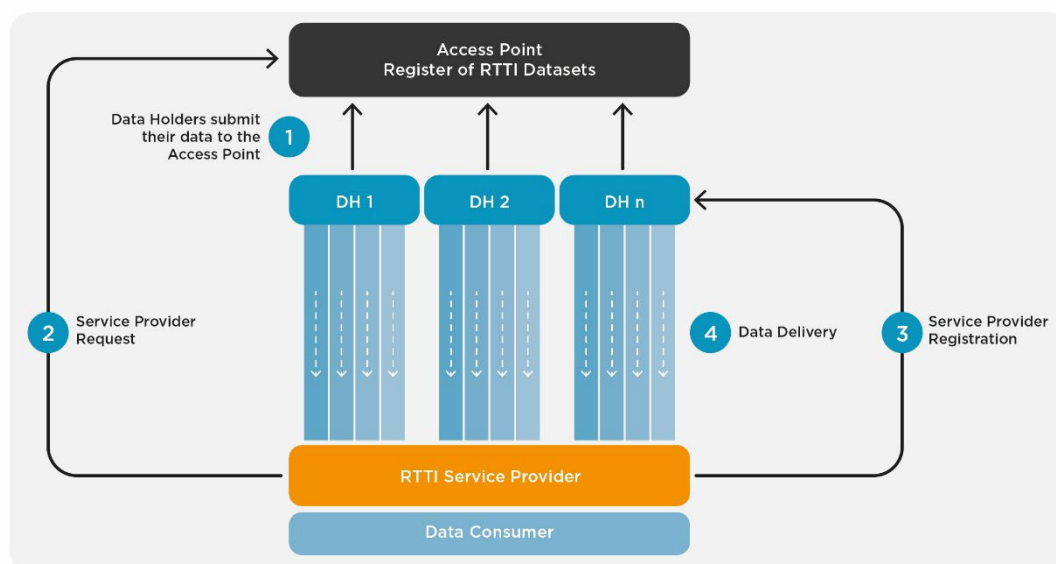 Access Point
Register of RTTI Datasets
Data Holders submit
their data to the
Access Point
1
DH 1
DH 2
DH n
2
Service Provider
Request
4
Data Delivery
3
Service Provider
Registration
RTTI Service Provider
Data Consumer